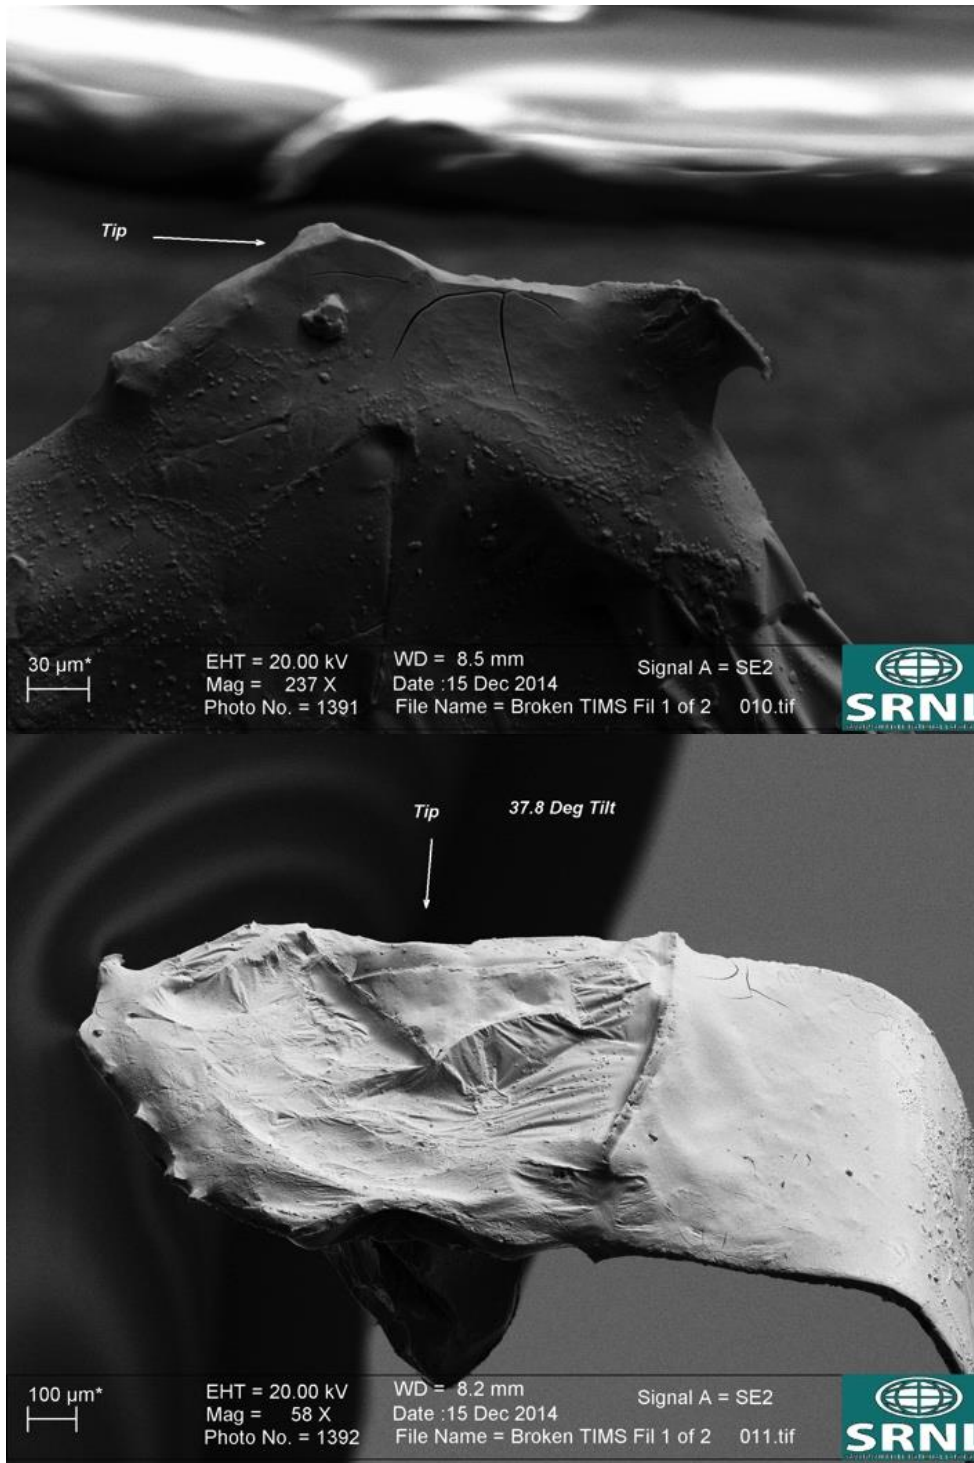 Tip
30 µm*
EHT = 20.00 kV
Mag = 237 X
Photo No. = 1391
WD = 8.5 mm
Date :15 Dec 2014
File Name = Broken TIMS Fil 1 of 2 010.tif
Signal A = SE2
SRNL
Tip
37.8 Deg Tilt
100 µm*
EHT = 20.00 kV
Mag = 58 X
Photo No. = 1392
WD = 8.2 mm
Date :15 Dec 2014
File Name = Broken TIMS Fil 1 of 2 011.tif
Signal A = SE2
SRNL